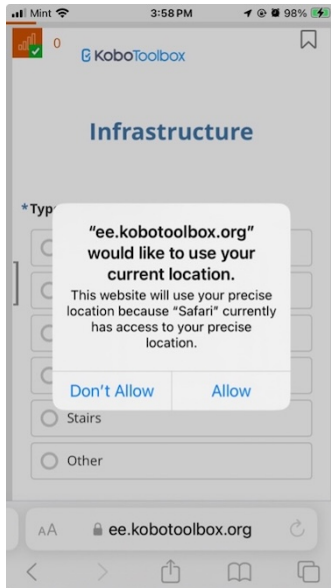 Mint 3:58 PM 98%
0
KoboToolbox
Infrastructure
*Typ
"ee.kobotoolbox.org"
would like to use your
current location.
This website will use your precise
location because "Safari" currently
has access to your precise
location.
Don't Allow Allow
Stairs
Other
AA ee.kobotoolbox.org